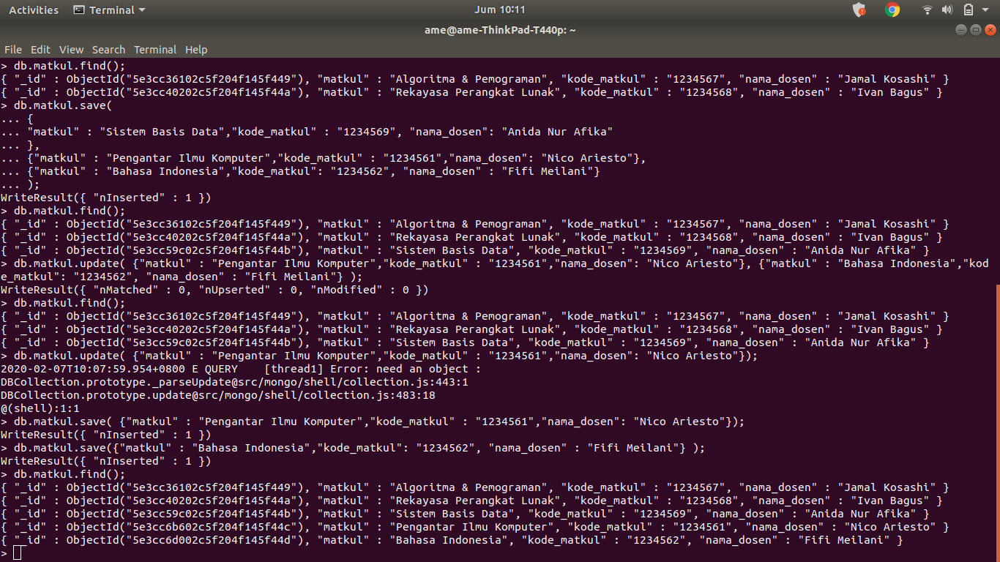 Activities Terminal Jum 10:11
ame@ame-ThinkPad-T440p: ~
File Edit View Search Terminal Help
> db.matkul.find();
{ "_id" : ObjectId("5e3cc36102c5f204f145f449"), "matkul" : "Algoritma & Pemograman", "kode_matkul" : "1234567", "nama_dosen" : "Jamal Kosashi" }
{ "_id" : ObjectId("5e3cc40202c5f204f145f44a"), "matkul" : "Rekayasa Perangkat Lunak", "kode_matkul" : "1234568", "nama_dosen" : "Ivan Bagus" }
> db.matkul.save(
... {
... "matkul" : "Sistem Basis Data","kode_matkul" : "1234569", "nama_dosen": "Anida Nur Afika"
... },
... {"matkul" : "Pengantar Ilmu Komputer","kode_matkul" : "1234561","nama_dosen": "Nico Ariesto"},
... {"matkul" : "Bahasa Indonesia","kode_matkul": "1234562", "nama_dosen" : "Fifi Meilani"}
... );
WriteResult({ "nInserted" : 1 })
> db.matkul.find();
{ "_id" : ObjectId("5e3cc36102c5f204f145f449"), "matkul" : "Algoritma & Pemograman", "kode_matkul" : "1234567", "nama_dosen" : "Jamal Kosashi" }
{ "_id" : ObjectId("5e3cc40202c5f204f145f44a"), "matkul" : "Rekayasa Perangkat Lunak", "kode_matkul" : "1234568", "nama_dosen" : "Ivan Bagus" }
{ "_id" : ObjectId("5e3cc59c02c5f204f145f44b"), "matkul" : "Sistem Basis Data", "kode_matkul" : "1234569", "nama_dosen" : "Anida Nur Afika" }
> db.matkul.update( {"matkul" : "Pengantar Ilmu Komputer","kode_matkul" : "1234561","nama_dosen": "Nico Ariesto"}, {"matkul" : "Bahasa Indonesia","kod
e_matkul": "1234562", "nama_dosen" : "Fifi Meilani"} );
WriteResult({ "nMatched" : 0, "nUpserted" : 0, "nModified" : 0 })
> db.matkul.find();
{ "_id" : ObjectId("5e3cc36102c5f204f145f449"), "matkul" : "Algoritma & Pemograman", "kode_matkul" : "1234567", "nama_dosen" : "Jamal Kosashi" }
{ "_id" : ObjectId("5e3cc40202c5f204f145f44a"), "matkul" : "Rekayasa Perangkat Lunak", "kode_matkul" : "1234568", "nama_dosen" : "Ivan Bagus" }
{ "_id" : ObjectId("5e3cc59c02c5f204f145f44b"), "matkul" : "Sistem Basis Data", "kode_matkul" : "1234569", "nama_dosen" : "Anida Nur Afika" }
> db.matkul.update( {"matkul" : "Pengantar Ilmu Komputer","kode_matkul" : "1234561","nama_dosen": "Nico Ariesto"});
2020-02-07T10:07:59.954+0800 E QUERY    [thread1] Error: need an object :
DBCollection.prototype._parseUpdate@src/mongo/shell/collection.js:443:1
DBCollection.prototype.update@src/mongo/shell/collection.js:483:18
@(shell):1:1
> db.matkul.save( {"matkul" : "Pengantar Ilmu Komputer","kode_matkul" : "1234561","nama_dosen": "Nico Ariesto"});
WriteResult({ "nInserted" : 1 })
> db.matkul.save({"matkul" : "Bahasa Indonesia","kode_matkul": "1234562", "nama_dosen" : "Fifi Meilani"} );
WriteResult({ "nInserted" : 1 })
> db.matkul.find();
{ "_id" : ObjectId("5e3cc36102c5f204f145f449"), "matkul" : "Algoritma & Pemograman", "kode_matkul" : "1234567", "nama_dosen" : "Jamal Kosashi" }
{ "_id" : ObjectId("5e3cc40202c5f204f145f44a"), "matkul" : "Rekayasa Perangkat Lunak", "kode_matkul" : "1234568", "nama_dosen" : "Ivan Bagus" }
{ "_id" : ObjectId("5e3cc59c02c5f204f145f44b"), "matkul" : "Sistem Basis Data", "kode_matkul" : "1234569", "nama_dosen" : "Anida Nur Afika" }
{ "_id" : ObjectId("5e3cc6b602c5f204f145f44c"), "matkul" : "Pengantar Ilmu Komputer", "kode_matkul" : "1234561", "nama_dosen" : "Nico Ariesto" }
{ "_id" : ObjectId("5e3cc6d002c5f204f145f44d"), "matkul" : "Bahasa Indonesia", "kode_matkul" : "1234562", "nama_dosen" : "Fifi Meilani" }
>